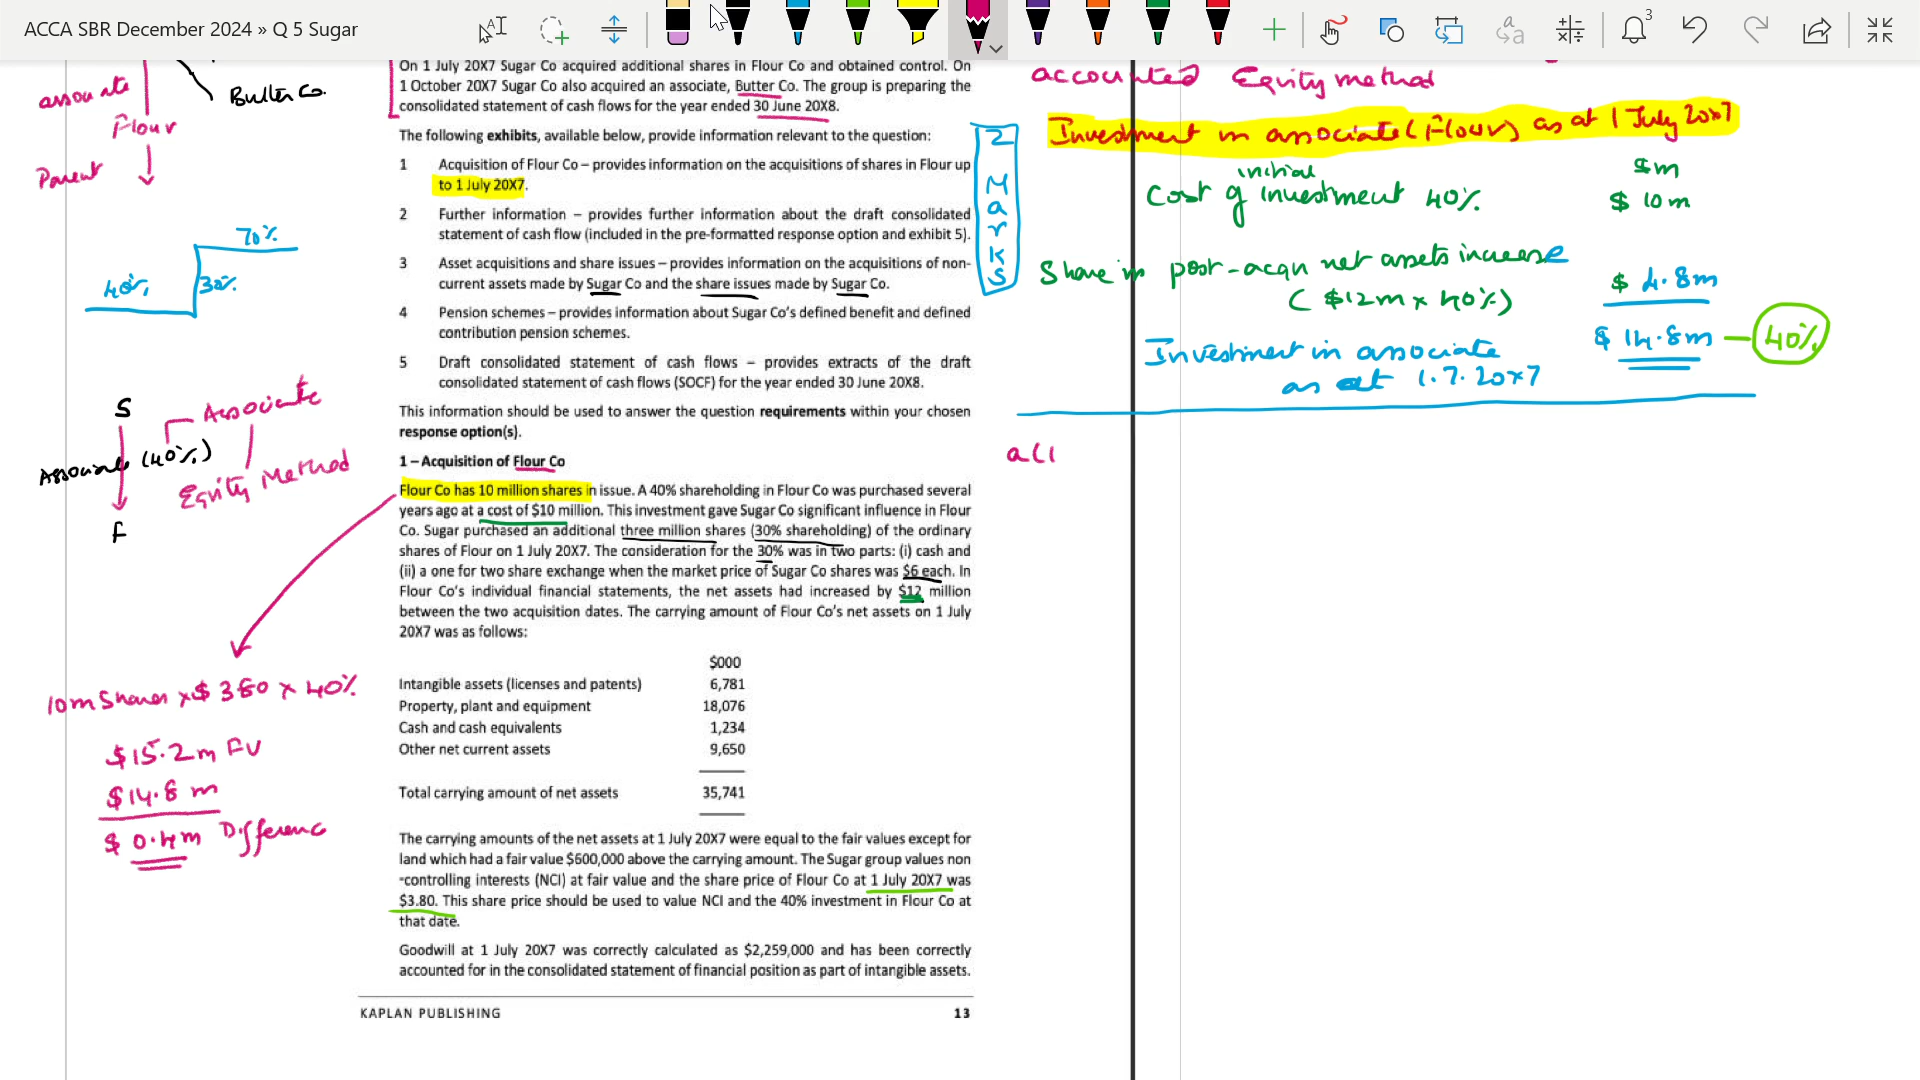 ACCA SBR December 2024 » Q 5 Sugar
3
associate
Flour
Butter Co.
Parent
70%
40%
30%
S
Associate
Associate (40%)
Equity Method
F
10m Shares x $ 380 x 40%
$15.2m FV
$14.8 m
$ 0.4m Difference
On 1 July 20X7 Sugar Co acquired additional shares in Flour Co and obtained control. On
1 October 20X7 Sugar Co also acquired an associate, Butter Co. The group is preparing the
consolidated statement of cash flows for the year ended 30 June 20X8.
The following exhibits, available below, provide information relevant to the question:
1 Acquisition of Flour Co – provides information on the acquisitions of shares in Flour up
to 1 July 20X7.
2 Further information – provides further information about the draft consolidated
statement of cash flow (included in the pre-formatted response option and exhibit 5).
3 Asset acquisitions and share issues – provides information on the acquisitions of non-
current assets made by Sugar Co and the share issues made by Sugar Co.
4 Pension schemes – provides information about Sugar Co's defined benefit and defined
contribution pension schemes.
5 Draft consolidated statement of cash flows – provides extracts of the draft
consolidated statement of cash flows (SOCF) for the year ended 30 June 20X8.
This information should be used to answer the question requirements within your chosen
response option(s).
1 – Acquisition of Flour Co
Flour Co has 10 million shares in issue. A 40% shareholding in Flour Co was purchased several
years ago at a cost of $10 million. This investment gave Sugar Co significant influence in Flour
Co. Sugar purchased an additional three million shares (30% shareholding) of the ordinary
shares of Flour on 1 July 20X7. The consideration for the 30% was in two parts: (i) cash and
(ii) a one for two share exchange when the market price of Sugar Co shares was $6 each. In
Flour Co's individual financial statements, the net assets had increased by $12 million
between the two acquisition dates. The carrying amount of Flour Co's net assets on 1 July
20X7 was as follows:
$000
Intangible assets (licenses and patents) 6,781
Property, plant and equipment 18,076
Cash and cash equivalents 1,234
Other net current assets 9,650
Total carrying amount of net assets 35,741
The carrying amounts of the net assets at 1 July 20X7 were equal to the fair values except for
land which had a fair value $600,000 above the carrying amount. The Sugar group values non
-controlling interests (NCI) at fair value and the share price of Flour Co at 1 July 20X7 was
$3.80. This share price should be used to value NCI and the 40% investment in Flour Co at
that date.
Goodwill at 1 July 20X7 was correctly calculated as $2,259,000 and has been correctly
accounted for in the consolidated statement of financial position as part of intangible assets.
KAPLAN PUBLISHING 13
2 Marks
accounted Equity method
Investment in associate (Flour) as at 1 July 20x7
$m
initial
Cost of investment 40% $ 10m
Share in post-acqn net assets increase
($12m x 40%) $ 4.8m
Investment in associate $ 14.8m — 40%
as at 1.7.20x7